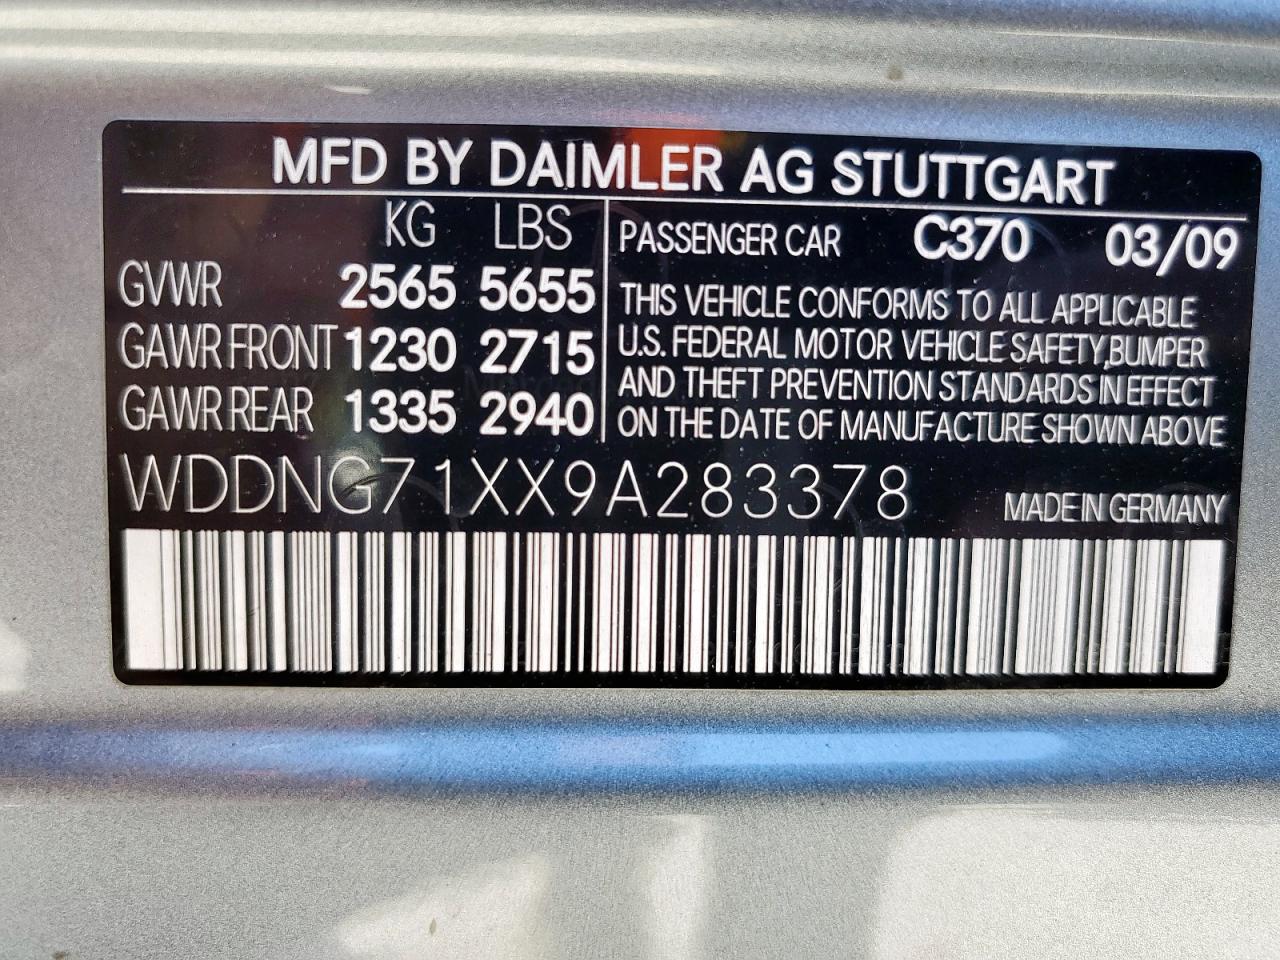 MFD BY DAIMLER AG STUTTGART
KG LBS
GVWR 2565 5655
GAWR FRONT 1230 2715
GAWR REAR 1335 2940
PASSENGER CAR C370 03/09
THIS VEHICLE CONFORMS TO ALL APPLICABLE
U.S. FEDERAL MOTOR VEHICLE SAFETY, BUMPER
AND THEFT PREVENTION STANDARDS IN EFFECT
ON THE DATE OF MANUFACTURE SHOWN ABOVE
WDDNG71XX9A283378 MADE IN GERMANY